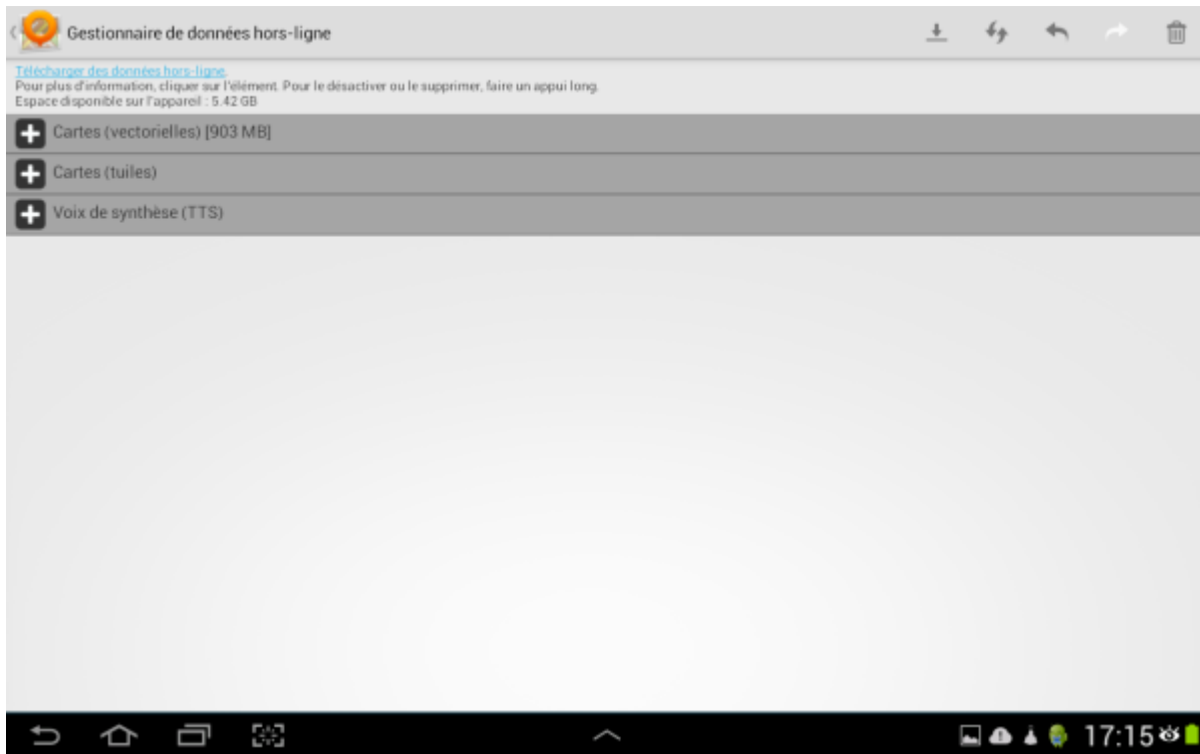 Gestionnaire de données hors-ligne
Télécharger des données hors-ligne.
Pour plus d'information, cliquer sur l'élément. Pour le désactiver ou le supprimer, faire un appui long.
Espace disponible sur l'appareil : 5.42 GB
Cartes (vectorielles) [903 MB]
Cartes (tuiles)
Voix de synthèse (TTS)
17:15